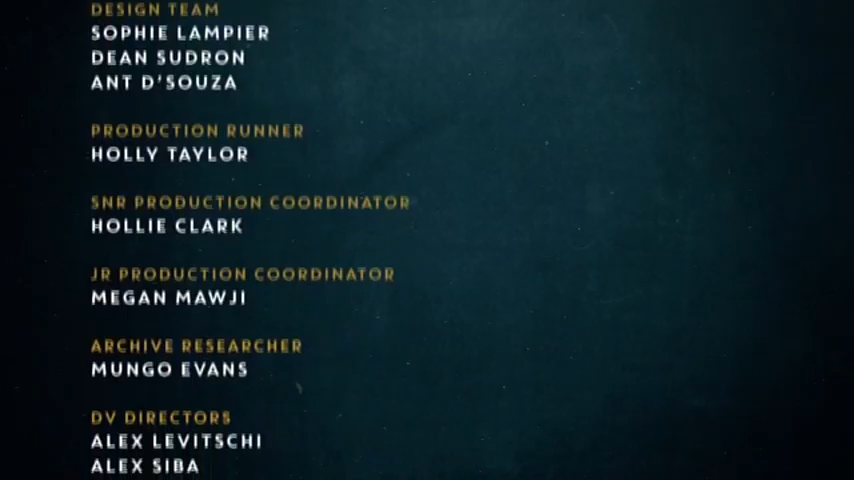 DESIGN TEAM
SOPHIE LAMPIER
DEAN SUDRON
ANT D'SOUZA
PRODUCTION RUNNER
HOLLY TAYLOR
SNR PRODUCTION COORDINATOR
HOLLIE CLARK
JR PRODUCTION COORDINATOR
MEGAN MAWJI
ARCHIVE RESEARCHER
MUNGO EVANS
DV DIRECTORS
ALEX LEVITSCHI
ALEX SIBA